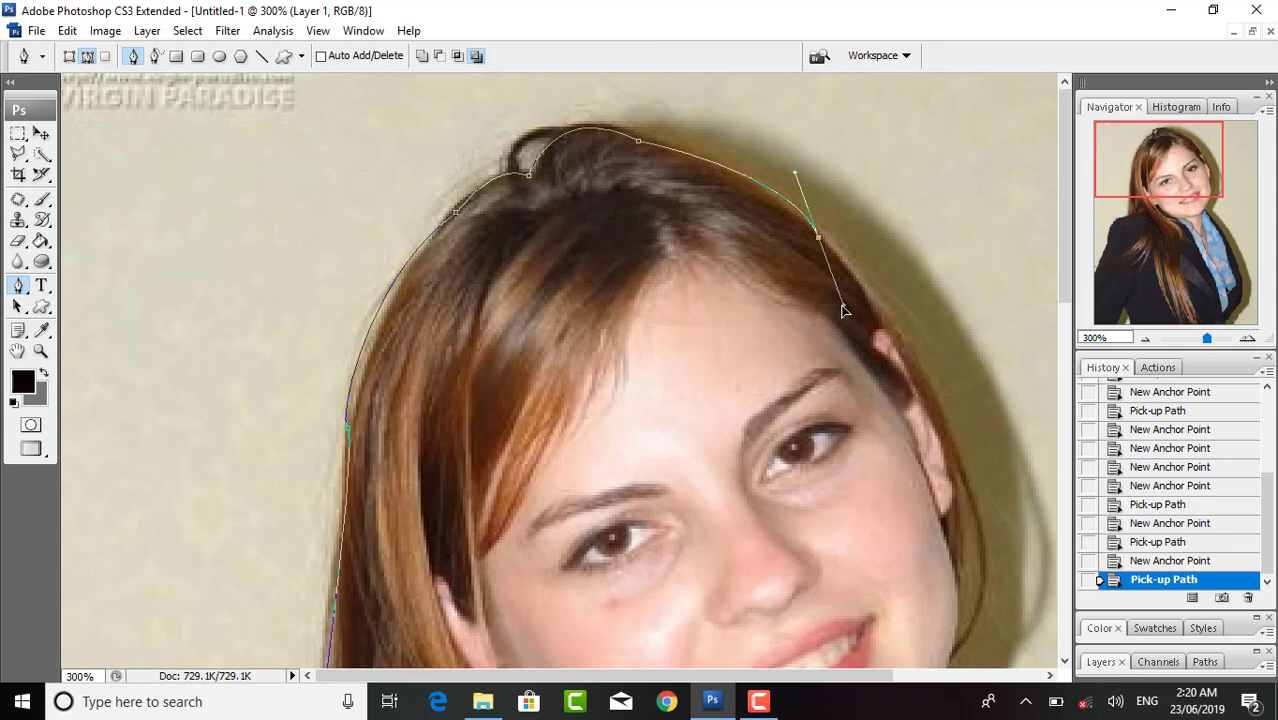 Adobe Photoshop CS3 Extended - [Untitled-1 @ 300% (Layer 1, RGB/8)]
File Edit Image Layer Select Filter Analysis View Window Help
Auto Add/Delete
Workspace
VIRGIN PARADISE
Ps
Navigator Histogram Info
300%
History Actions
New Anchor Point
Pick-up Path
New Anchor Point
New Anchor Point
New Anchor Point
New Anchor Point
Pick-up Path
New Anchor Point
Pick-up Path
New Anchor Point
Pick-up Path
Color Swatches Styles
Layers Channels Paths
300% Doc: 729.1K/729.1K
Type here to search
ENG
2:20 AM
23/06/2019
2